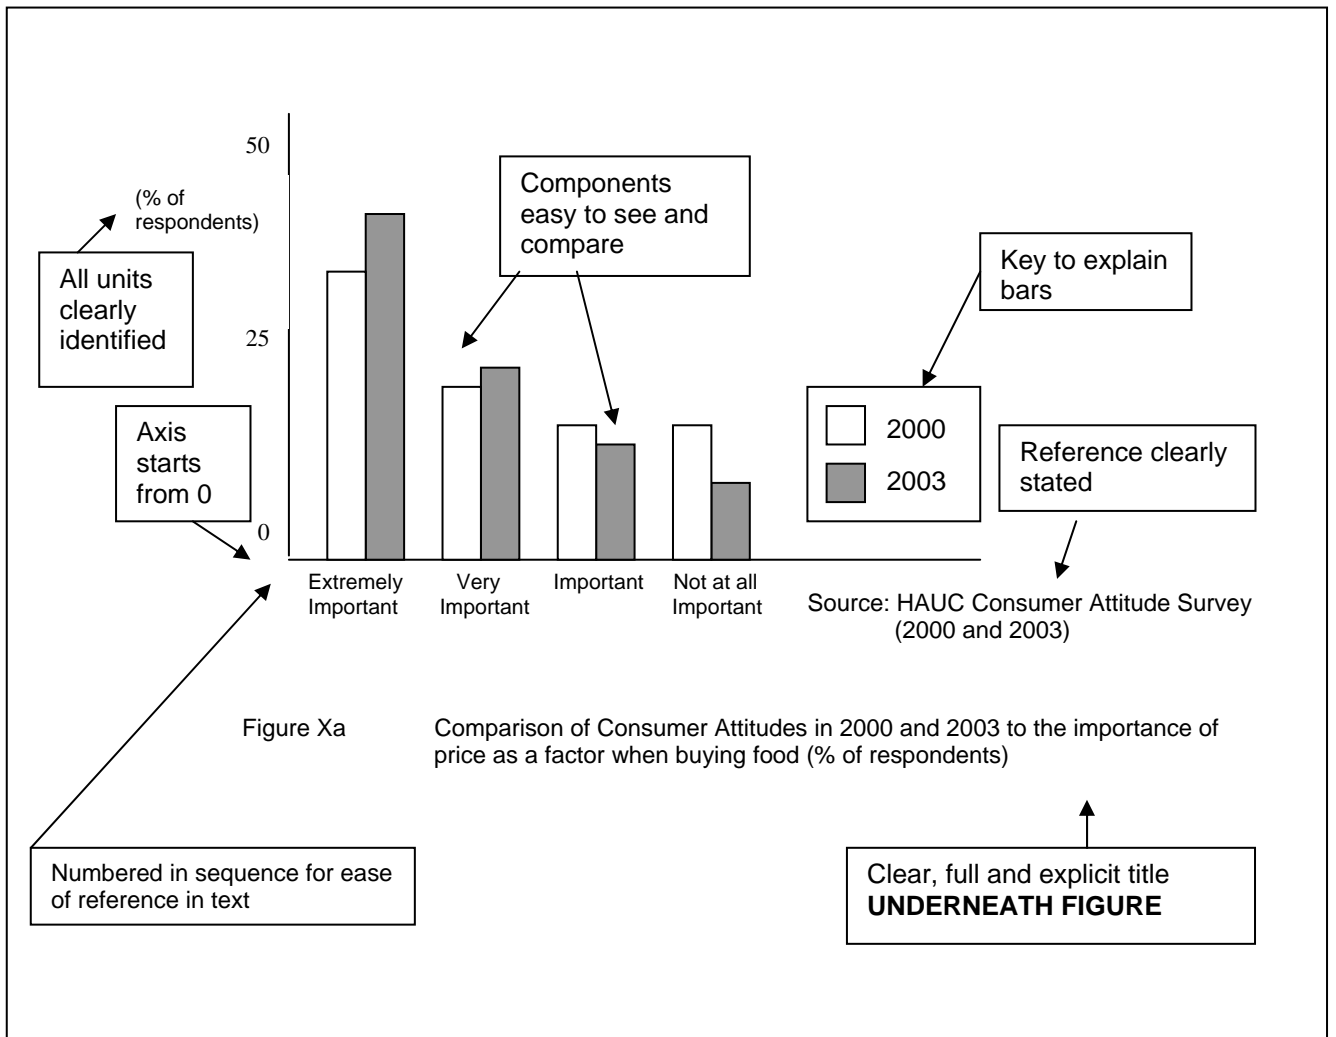 50
(% of
respondents)
25
0
All units
clearly
identified
Axis
starts
from 0
Components
easy to see and
compare
Key to explain
bars
2000
2003
Reference clearly
stated
Extremely
Important
Very
Important
Important
Not at all
Important
Source: HAUC Consumer Attitude Survey
(2000 and 2003)
Figure Xa
Comparison of Consumer Attitudes in 2000 and 2003 to the importance of
price as a factor when buying food (% of respondents)
Numbered in sequence for ease
of reference in text
Clear, full and explicit title
UNDERNEATH FIGURE